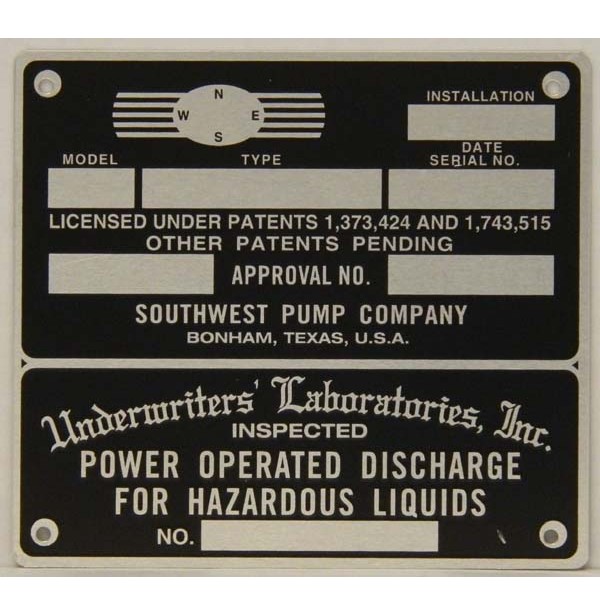 N
W E
S
INSTALLATION
DATE
MODEL TYPE SERIAL NO.
LICENSED UNDER PATENTS 1,373,424 AND 1,743,515
OTHER PATENTS PENDING
APPROVAL NO.
SOUTHWEST PUMP COMPANY
BONHAM, TEXAS, U.S.A.
Underwriters' Laboratories, Inc.
INSPECTED
POWER OPERATED DISCHARGE
FOR HAZARDOUS LIQUIDS
NO.